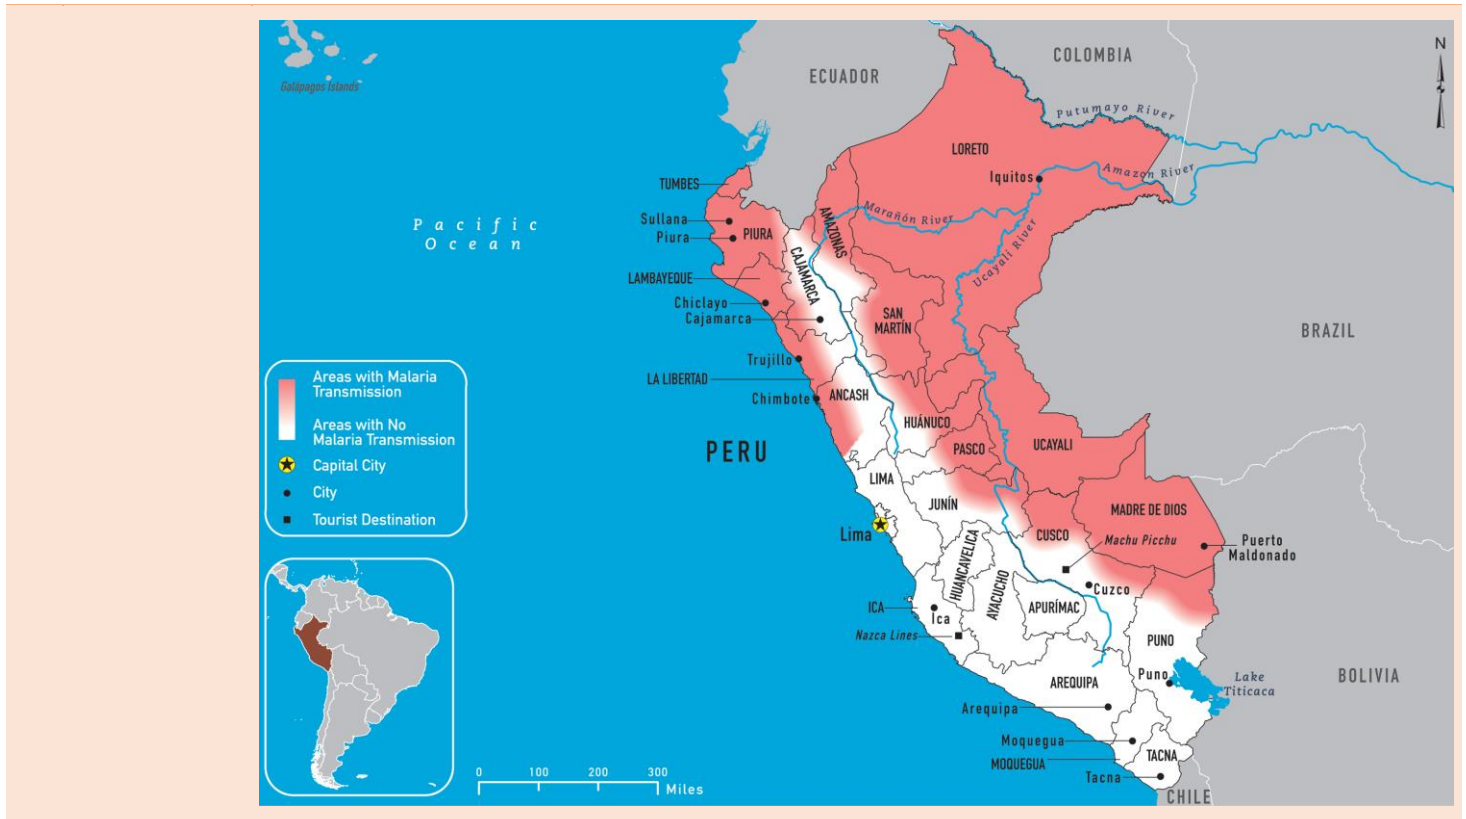 Galápagos Islands
ECUADOR
COLOMBIA
N
Putumayo River
LORETO
Amazon River
Iquitos
TUMBES
Marañón River
AMAZONAS
Sullana
Piura
PIURA
Pacific
Ocean
Ucayali River
CAJAMARCA
LAMBAYEQUE
Chiclayo
Cajamarca
SAN
MARTÍN
BRAZIL
Trujillo
LA LIBERTAD
Chimbote
ANCASH
HUÁNUCO
PERU
PASCO
UCAYALI
LIMA
JUNÍN
MADRE DE DIOS
Lima
CUSCO
Machu Picchu
Puerto
Maldonado
HUANCAVELICA
AYACUCHO
Cuzco
ICA
Ica
APURÍMAC
Nazca Lines
PUNO
AREQUIPA
Puno
Lake
Titicaca
BOLIVIA
Arequipa
Moquegua
MOQUEGUA
TACNA
Tacna
CHILE
Areas with Malaria
Transmission
Areas with No
Malaria Transmission
Capital City
City
Tourist Destination
0 100 200 300
Miles